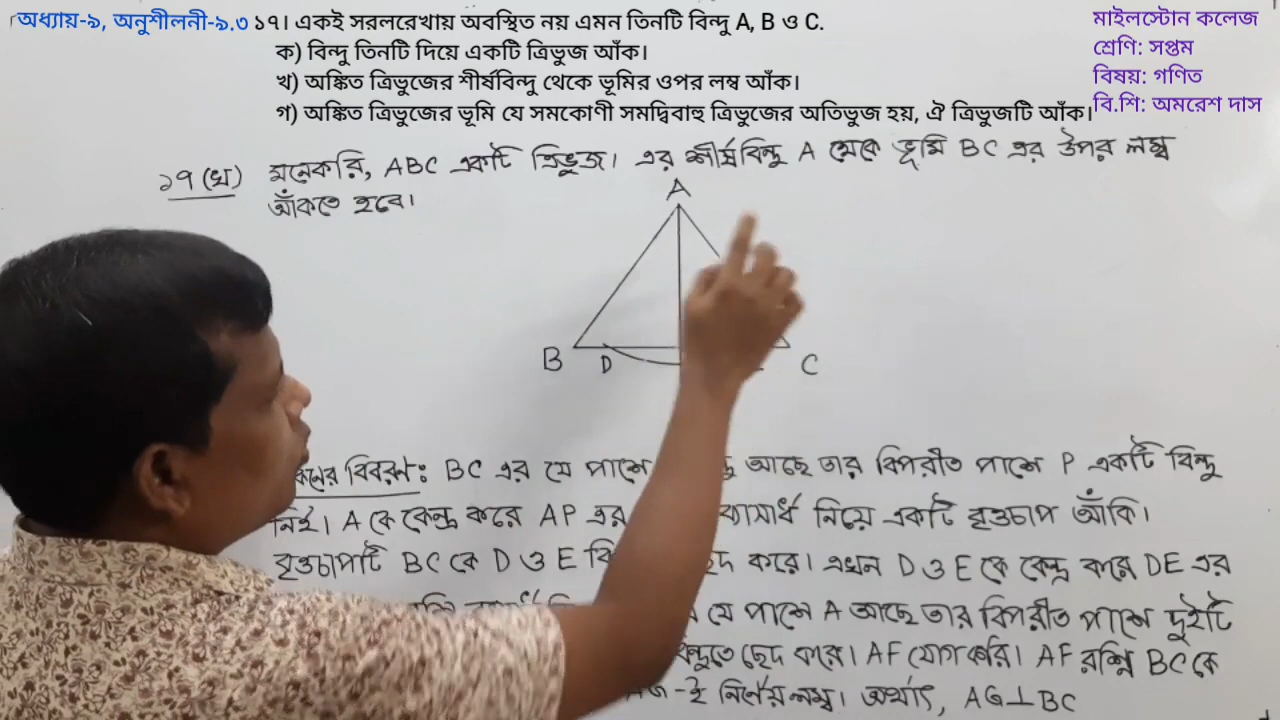 অধ্যায়-৯, অনুশীলনী-৯.৩ ১৭। একই সরলরেখায় অবস্থিত নয় এমন তিনটি বিন্দু A, B ও C.
ক) বিন্দু তিনটি দিয়ে একটি ত্রিভুজ আঁক।
খ) অঙ্কিত ত্রিভুজের শীর্ষবিন্দু থেকে ভূমির ওপর লম্ব আঁক।
গ) অঙ্কিত ত্রিভুজের ভূমি যে সমকোণী সমদ্বিবাহু ত্রিভুজের অতিভুজ হয়, ঐ ত্রিভুজটি আঁক।
মাইলস্টোন কলেজ
শ্রেণি: সপ্তম
বিষয়: গণিত
বি.শি: অমরেশ দাস
১৭(খ) মনেকরি, ABC একটি ত্রিভুজ। এর শীর্ষবিন্দু A থেকে ভূমি BC এর উপর লম্ব
আঁকতে হবে।
A
B D C
বিবরণ: BC এর যে পাশে আছে তার বিপরীত পাশে P একটি বিন্দু
নিই। A কে কেন্দ্র করে AP এর ব্যাসার্ধ নিয়ে একটি বৃত্তচাপ আঁকি।
বৃত্তচাপটি BC কে D ও E করে। এখন D ও E কে কেন্দ্র করে DE এর
যে পাশে A আছে তার বিপরীত পাশে দুইটি
ছেদ করে। AF যোগকরি। AF রশ্মি BC কে
নির্ণেয় লম্ব। অর্থাৎ, AG⊥BC